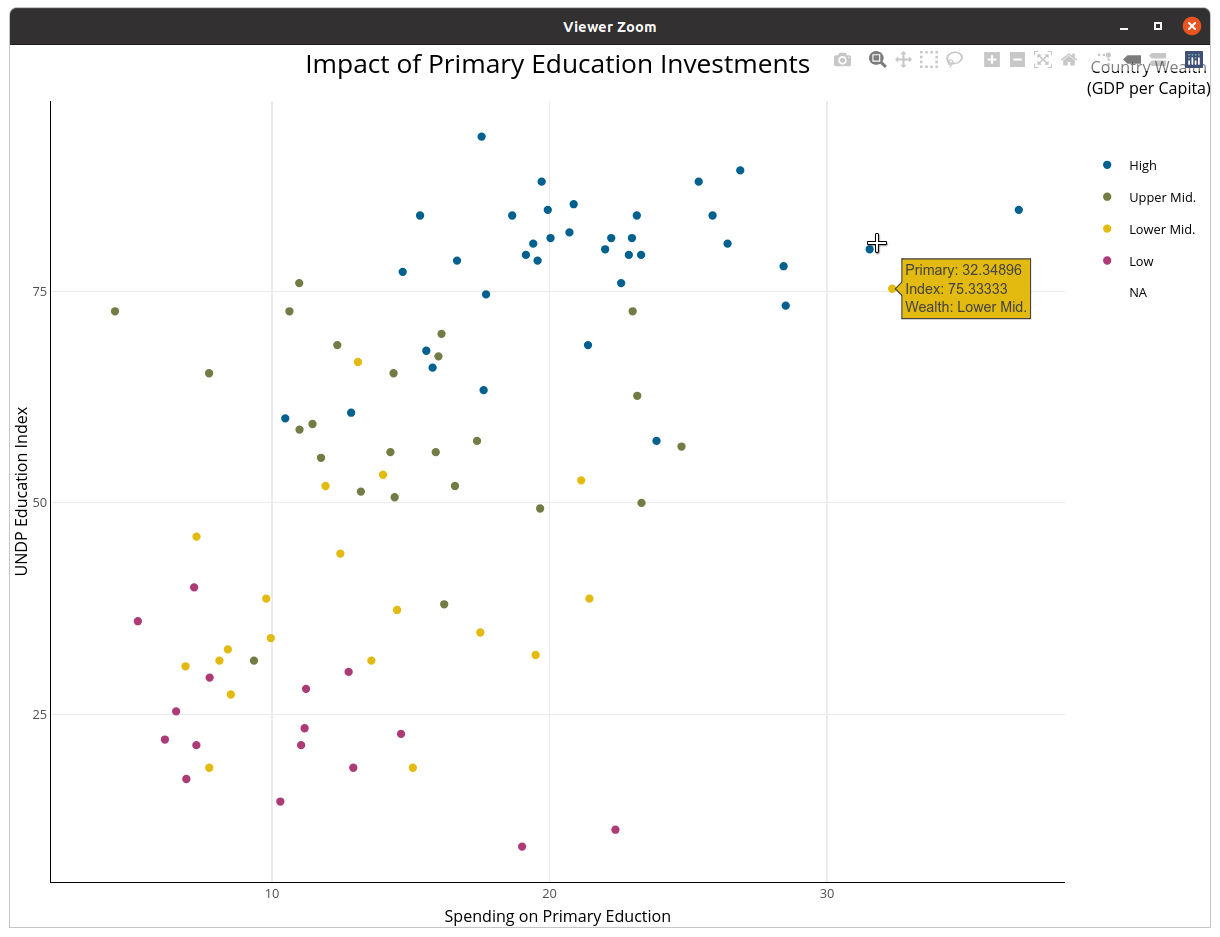 Viewer Zoom
Impact of Primary Education Investments
Country Wealth
(GDP per Capita)
High
Upper Mid.
Lower Mid.
Low
NA
Primary: 32.34896
Index: 75.33333
Wealth: Lower Mid.
75
50
25
UNDP Education Index
10
20
30
Spending on Primary Eduction